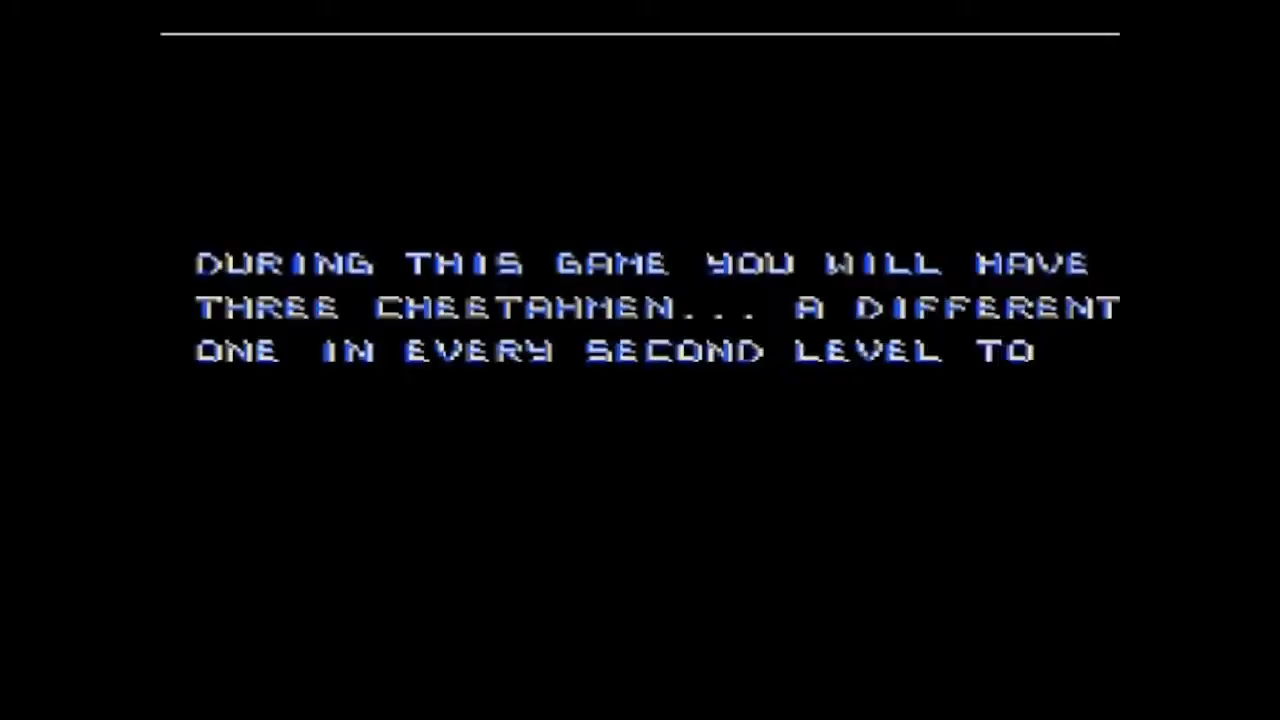 DURING THIS GAME YOU WILL HAVE
THREE CHEETAHMEN... A DIFFERENT
ONE IN EVERY SECOND LEVEL TO